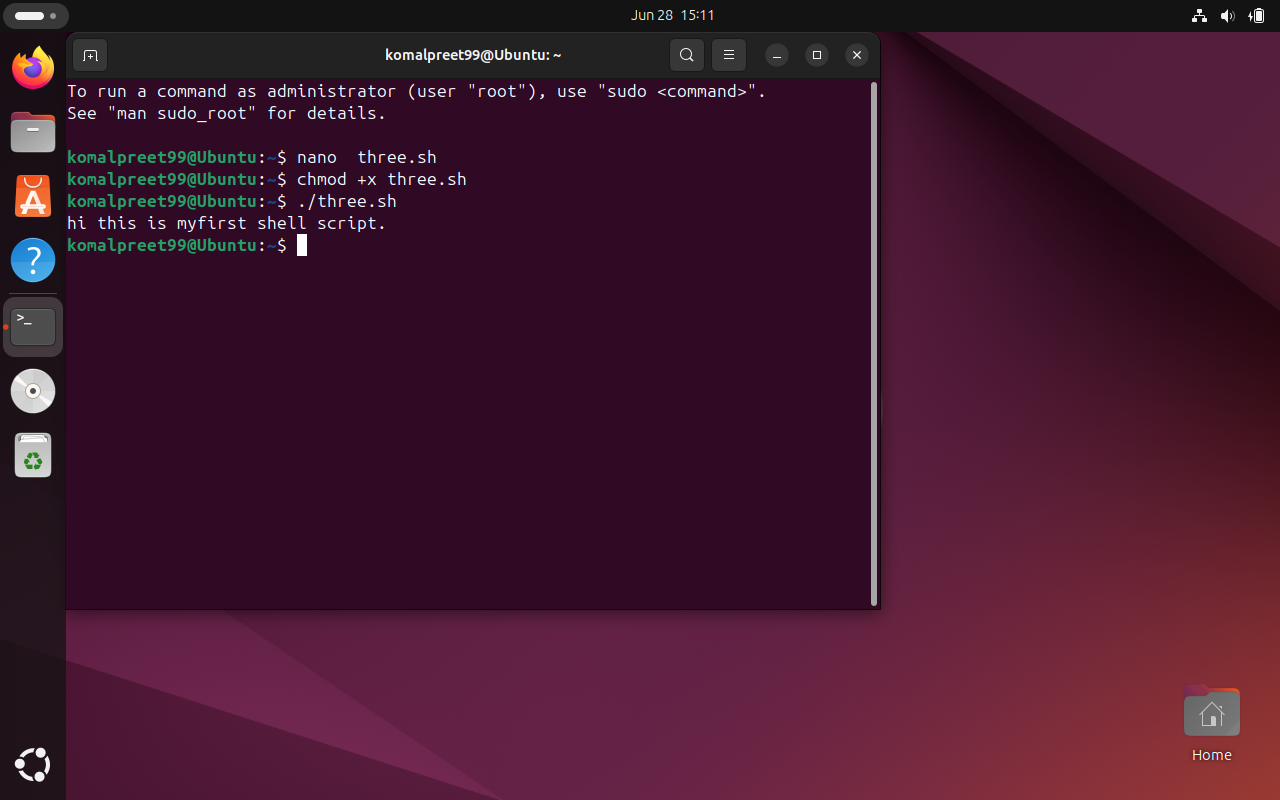 Jun 28 15:11
komalpreet99@Ubuntu: ~
To run a command as administrator (user "root"), use "sudo <command>".
See "man sudo_root" for details.
komalpreet99@Ubuntu:~$ nano  three.sh
komalpreet99@Ubuntu:~$ chmod +x three.sh
komalpreet99@Ubuntu:~$ ./three.sh
hi this is myfirst shell script.
komalpreet99@Ubuntu:~$
Home